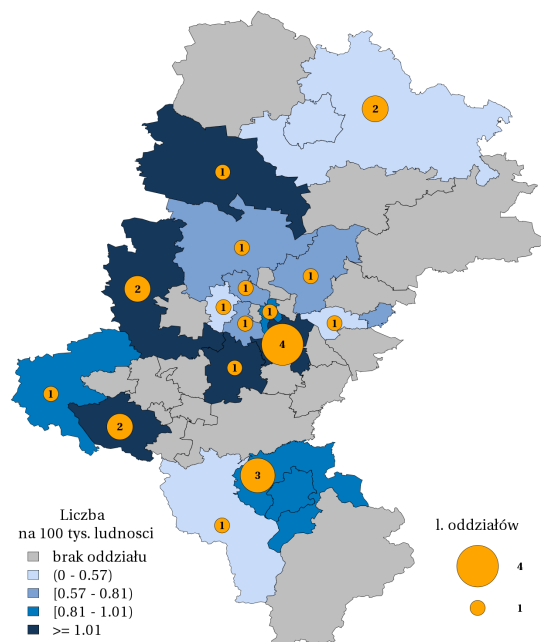 2
1
1
1
2
1
1
1
1
1
4
1
1
2
3
1
Liczba
na 100 tys. ludnosci
brak oddziału
(0 - 0.57)
[0.57 - 0.81)
[0.81 - 1.01)
>= 1.01
l. oddziałów
4
1